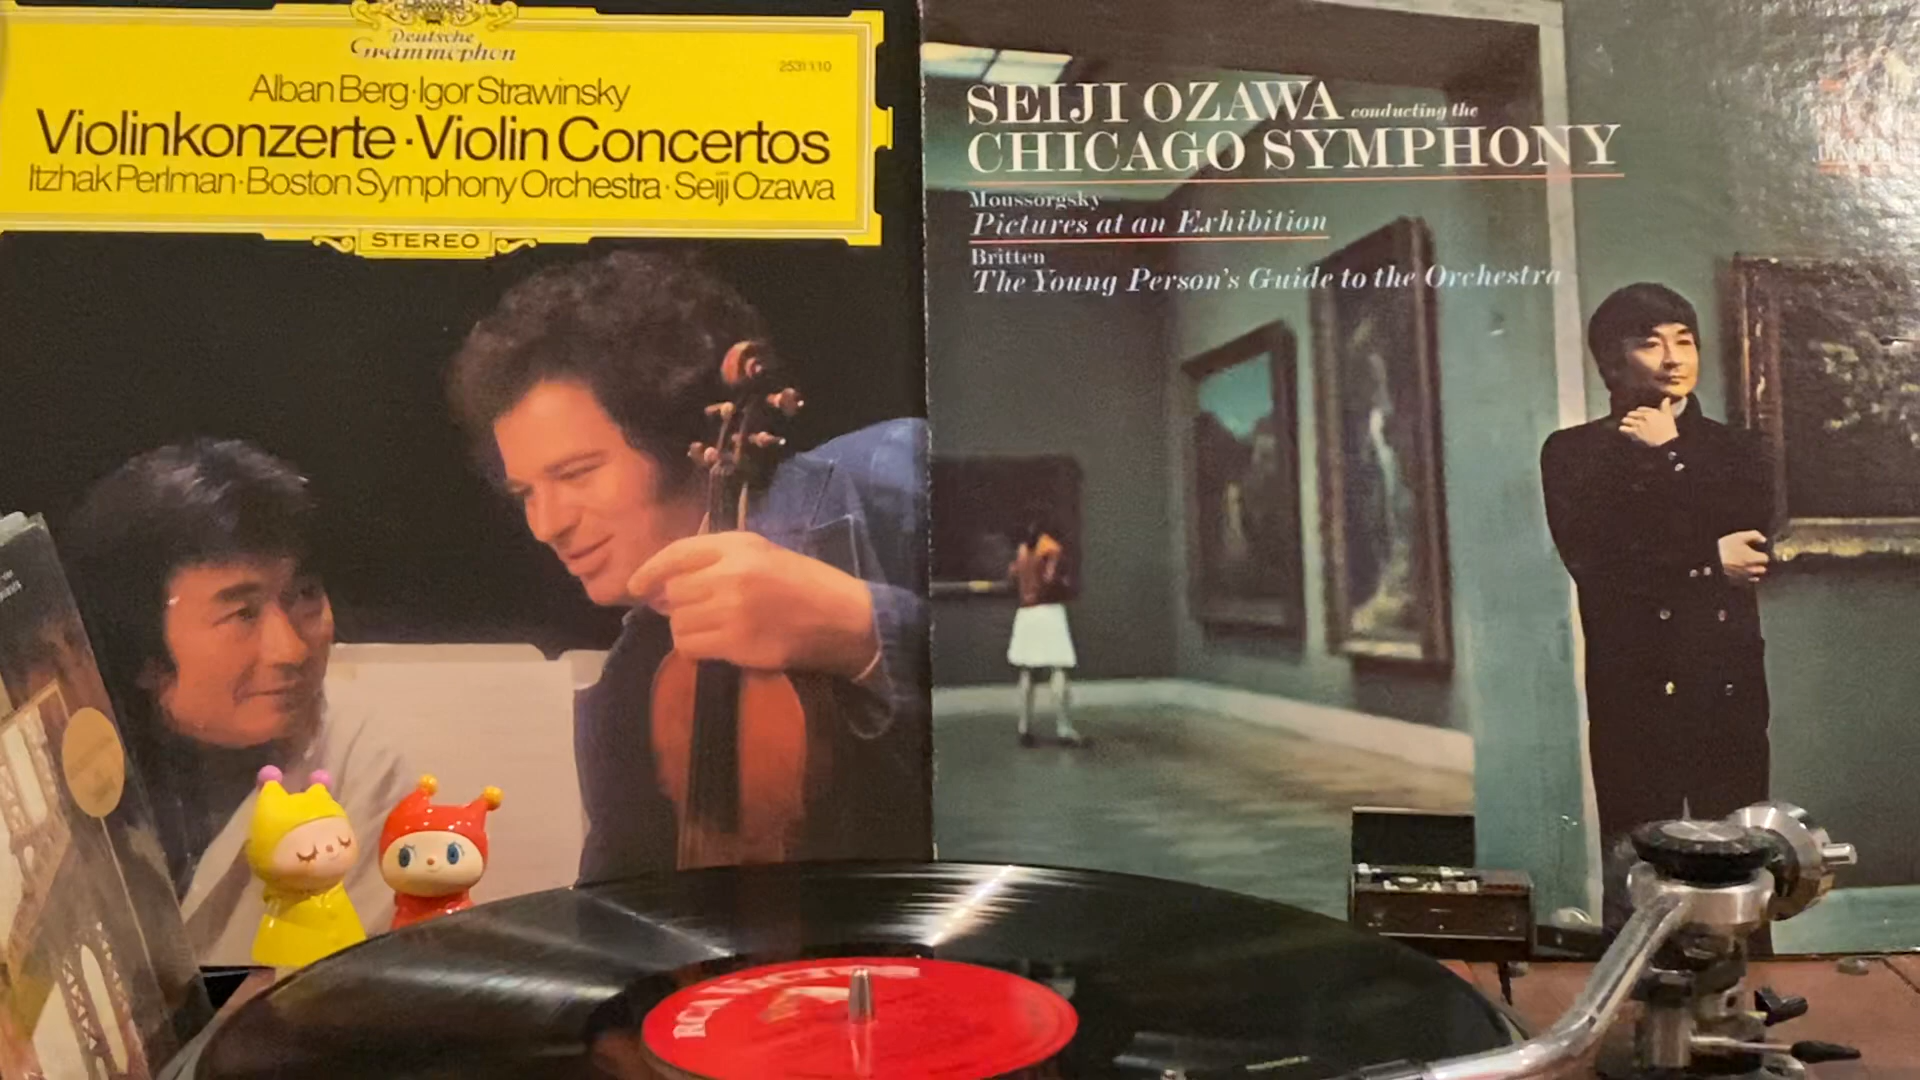 Deutsche
Grammophon
2531 110
Alban Berg·Igor Strawinsky
Violinkonzerte·Violin Concertos
Itzhak Perlman·Boston Symphony Orchestra·Seiji Ozawa
STEREO
SEIJI OZAWA conducting the
CHICAGO SYMPHONY
Moussorgsky
Pictures at an Exhibition
Britten
The Young Person's Guide to the Orchestra
RCA VICTOR